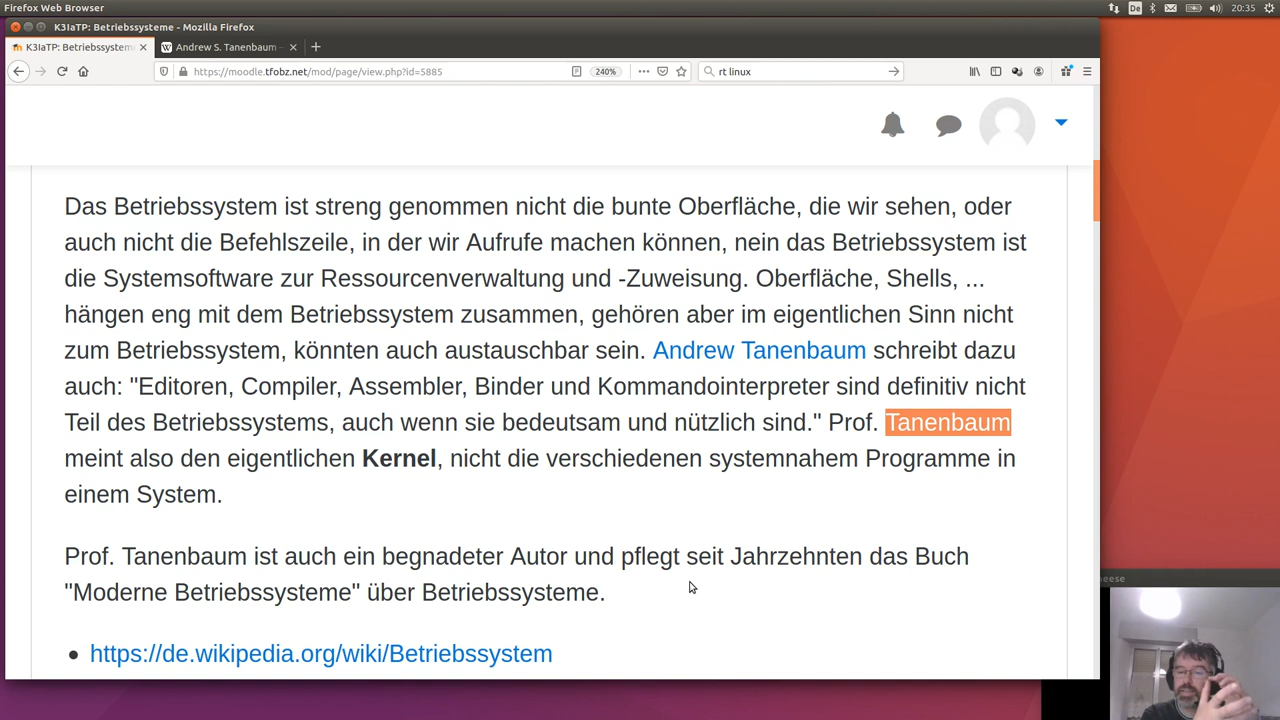 Firefox Web Browser
De
20:35
K3IaTP: Betriebssysteme - Mozilla Firefox
K3IaTP: Betriebssysteme
Andrew S. Tanenbaum
https://moodle.tfobz.net/mod/page/view.php?id=5885
240%
rt linux
Das Betriebssystem ist streng genommen nicht die bunte Oberfläche, die wir sehen, oder
auch nicht die Befehlszeile, in der wir Aufrufe machen können, nein das Betriebssystem ist
die Systemsoftware zur Ressourcenverwaltung und -Zuweisung. Oberfläche, Shells, ...
hängen eng mit dem Betriebssystem zusammen, gehören aber im eigentlichen Sinn nicht
zum Betriebssystem, könnten auch austauschbar sein. Andrew Tanenbaum schreibt dazu
auch: "Editoren, Compiler, Assembler, Binder und Kommandointerpreter sind definitiv nicht
Teil des Betriebssystems, auch wenn sie bedeutsam und nützlich sind." Prof. Tanenbaum
meint also den eigentlichen Kernel, nicht die verschiedenen systemnahem Programme in
einem System.
Prof. Tanenbaum ist auch ein begnadeter Autor und pflegt seit Jahrzehnten das Buch
"Moderne Betriebssysteme" über Betriebssysteme.
https://de.wikipedia.org/wiki/Betriebssystem
heese